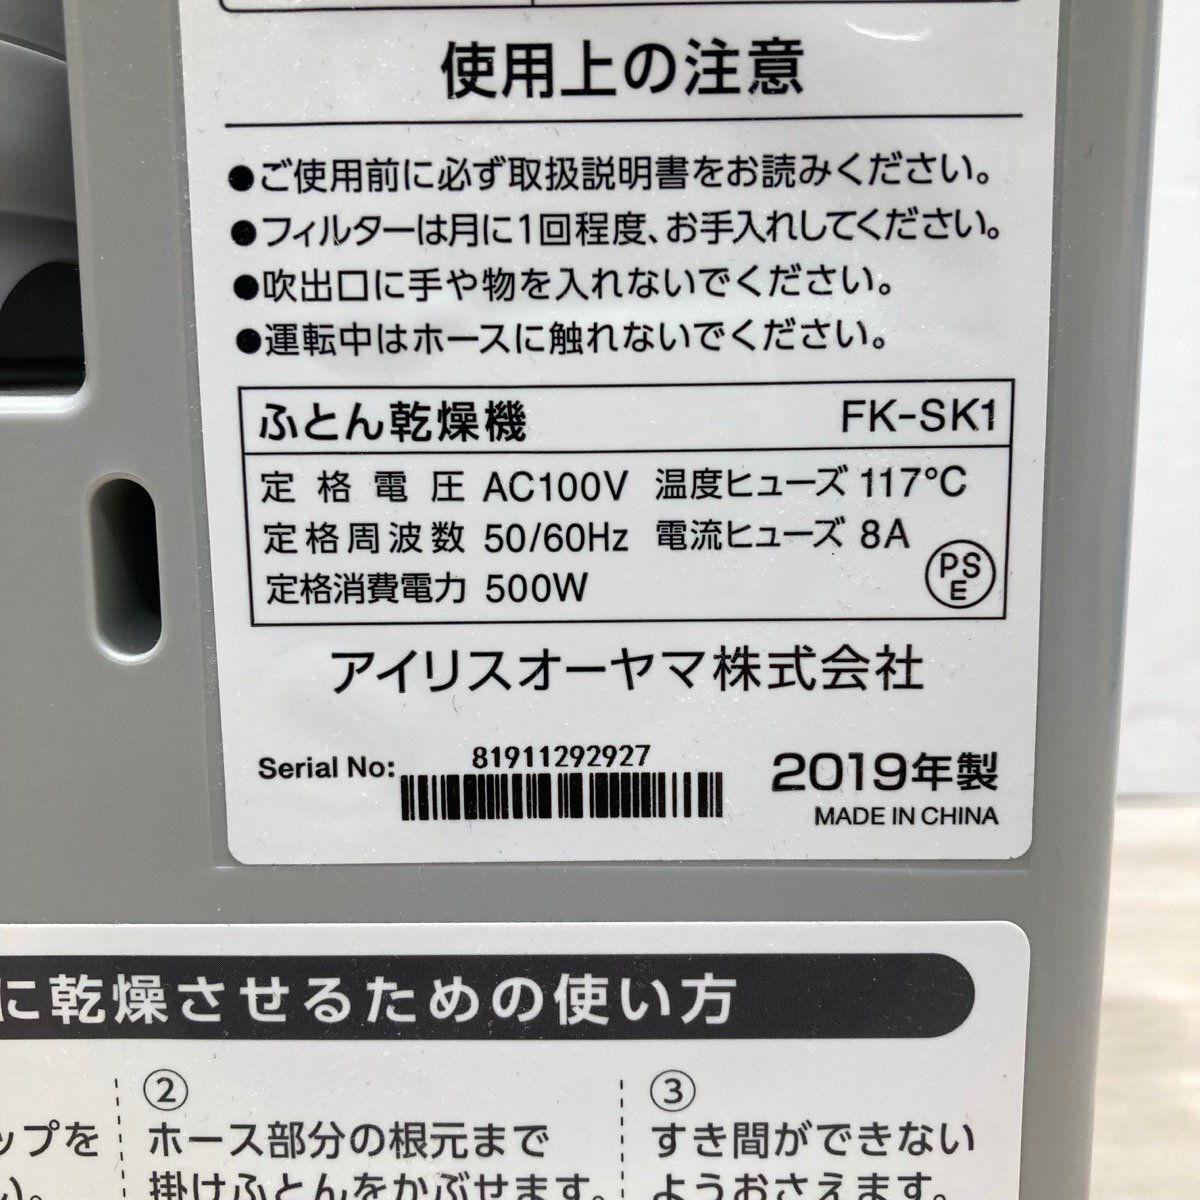 使用上の注意
●ご使用前に必ず取扱説明書をお読みください。
●フィルターは月に1回程度、お手入れしてください。
●吹出口に手や物を入れないでください。
●運転中はホースに触れないでください。
ふとん乾燥機 FK-SK1
定格電圧 AC100V 温度ヒューズ 117℃
定格周波数 50/60Hz 電流ヒューズ 8A
定格消費電力 500W
PSE
アイリスオーヤマ株式会社
Serial No: 81911292927
2019年製
MADE IN CHINA
に乾燥させるための使い方
ップを
い。
②
ホース部分の根元まで
掛けふとんをかぶせます。
③
すき間ができない
ようおさえます。